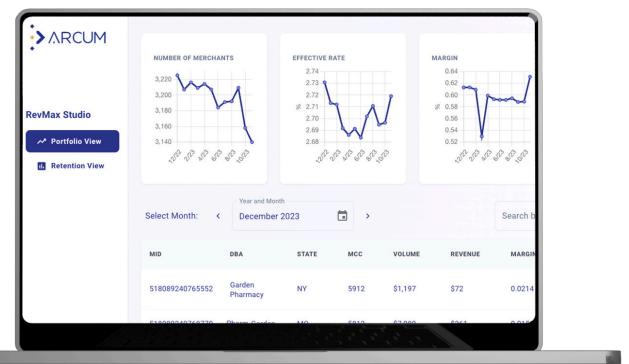 ARCUM
RevMax Studio
Portfolio View
Retention View
NUMBER OF MERCHANTS
3,220
3,200
3,180
3,160
3,140
12/22 2/23 4/23 6/23 8/23 10/23
EFFECTIVE RATE
%
2.74
2.73
2.72
2.71
2.70
2.69
2.68
12/22 2/23 4/23 6/23 8/23 10/23
MARGIN
%
0.64
0.62
0.60
0.58
0.56
0.54
0.52
12/22 2/23 4/23 6/23 8/23 10/23
Select Month:
Year and Month
December 2023
Search b
MID DBA STATE MCC VOLUME REVENUE MARGIN
518089240765552 Garden Pharmacy NY 5912 $1,197 $72 0.0214